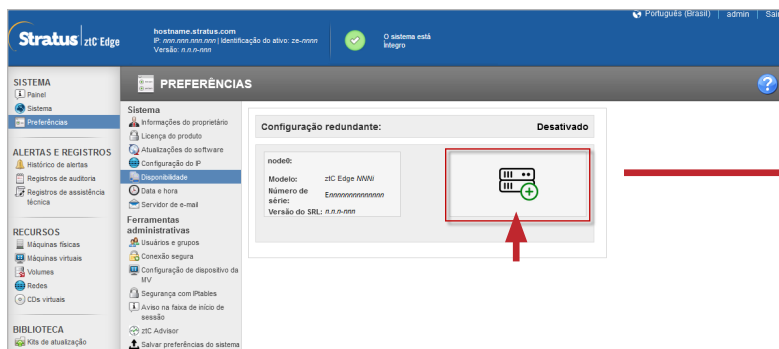 Português (Brasil) | admin | Sair
Stratus ztC Edge
hostname.stratus.com
IP: nnn.nnn.nnn.nnn | Identificação do ativo: ze-nnnn
Versão: n.n.n-nnn
O sistema está
íntegro
SISTEMA
Painel
Sistema
Preferências
ALERTAS E REGISTROS
Histórico de alertas
Registros de auditoria
Registros de assistência
técnica
RECURSOS
Máquinas físicas
Máquinas virtuais
Volumes
Redes
CDs virtuais
BIBLIOTECA
Kits de atualização
PREFERÊNCIAS
Sistema
Informações do proprietário
Licença do produto
Atualizações do software
Configuração do IP
Disponibilidade
Data e hora
Servidor de e-mail
Ferramentas
administrativas
Usuários e grupos
Conexão segura
Configuração de dispositivo da
MV
Segurança com IPtables
Aviso na faixa de início de
sessão
ztC Advisor
Salvar preferências do sistema
Configuração redundante: Desativado
node0:
Modelo: ztC Edge NNNi
Número de
série: Ennnnnnnnnnnnn
Versão do SRL: n.n.n-nnn